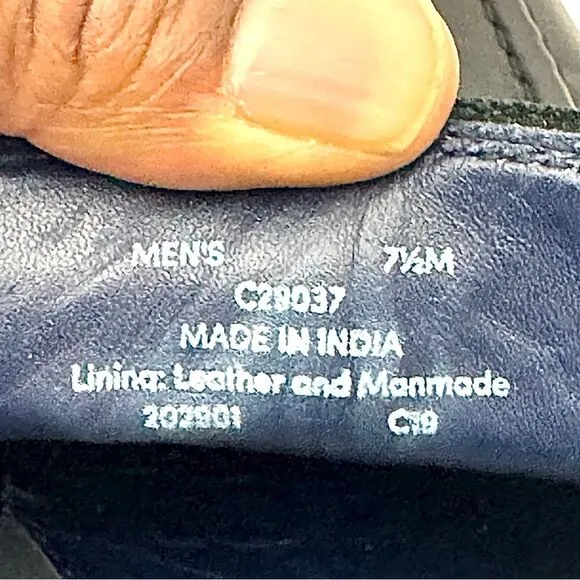 MEN'S 7½M
C29037
MADE IN INDIA
Lining: Leather and Manmade
202901 C19